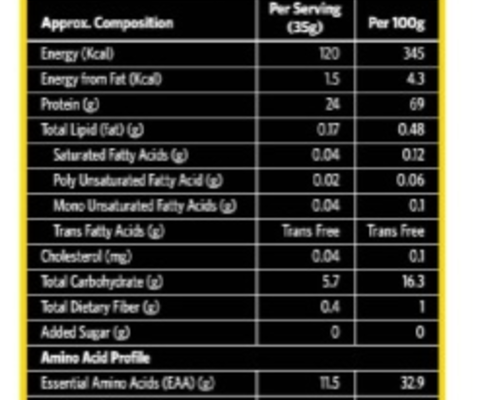 Approx. Composition Per Serving (35g) Per 100g
Energy (Kcal) 120 345
Energy from Fat (Kcal) 1.5 4.3
Protein (g) 24 69
Total Lipid (fat) (g) 0.17 0.48
Saturated Fatty Acids (g) 0.04 0.12
Poly Unsaturated Fatty Acid (g) 0.02 0.06
Mono Unsaturated Fatty Acids (g) 0.04 0.1
Trans Fatty Acids (g) Trans Free Trans Free
Cholesterol (mg) 0.04 0.1
Total Carbohydrate (g) 5.7 16.3
Total Dietary Fiber (g) 0.4 1
Added Sugar (g) 0 0
Amino Acid Profile
Essential Amino Acids (EAA) (g) 11.5 32.9